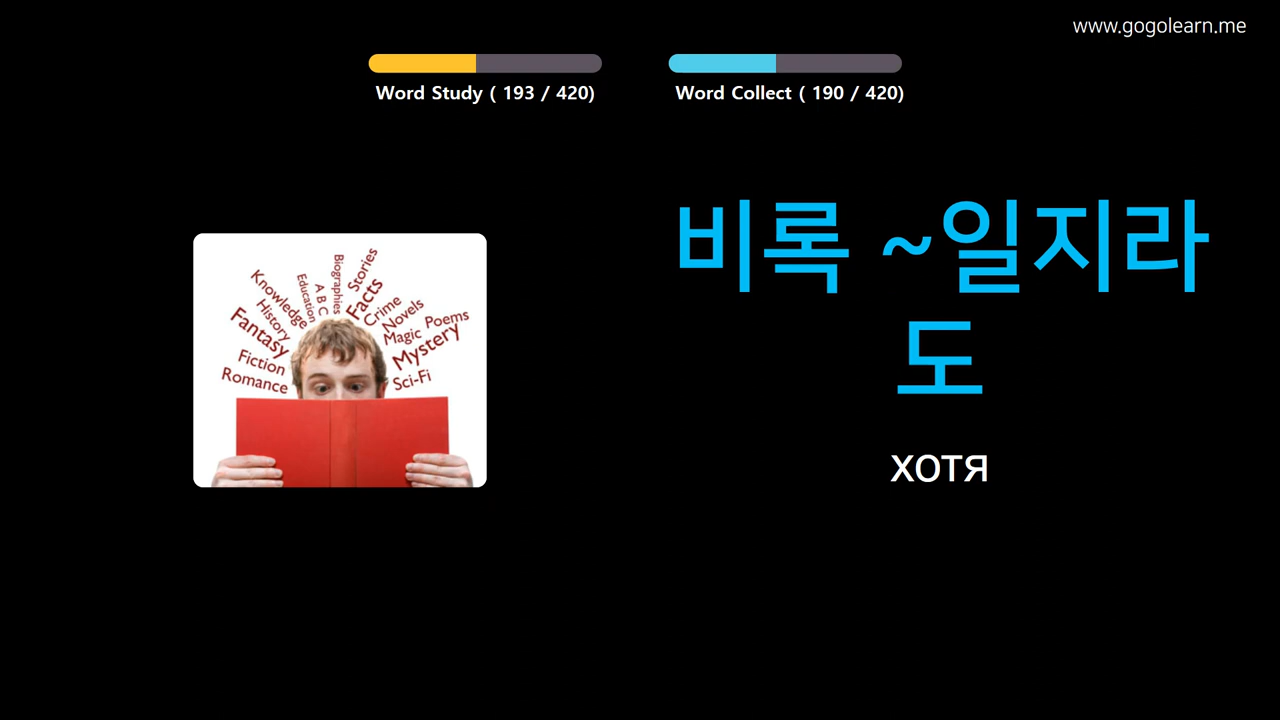 www.gogolearn.me
Word Study ( 193 / 420)
Word Collect ( 190 / 420)
비록 ~일지라
도
хотя
Stories
Biographies
Facts
A B C
Education
Knowledge
Crime
Novels
History
Poems
Magic
Fantasy
Mystery
Fiction
Sci-Fi
Romance